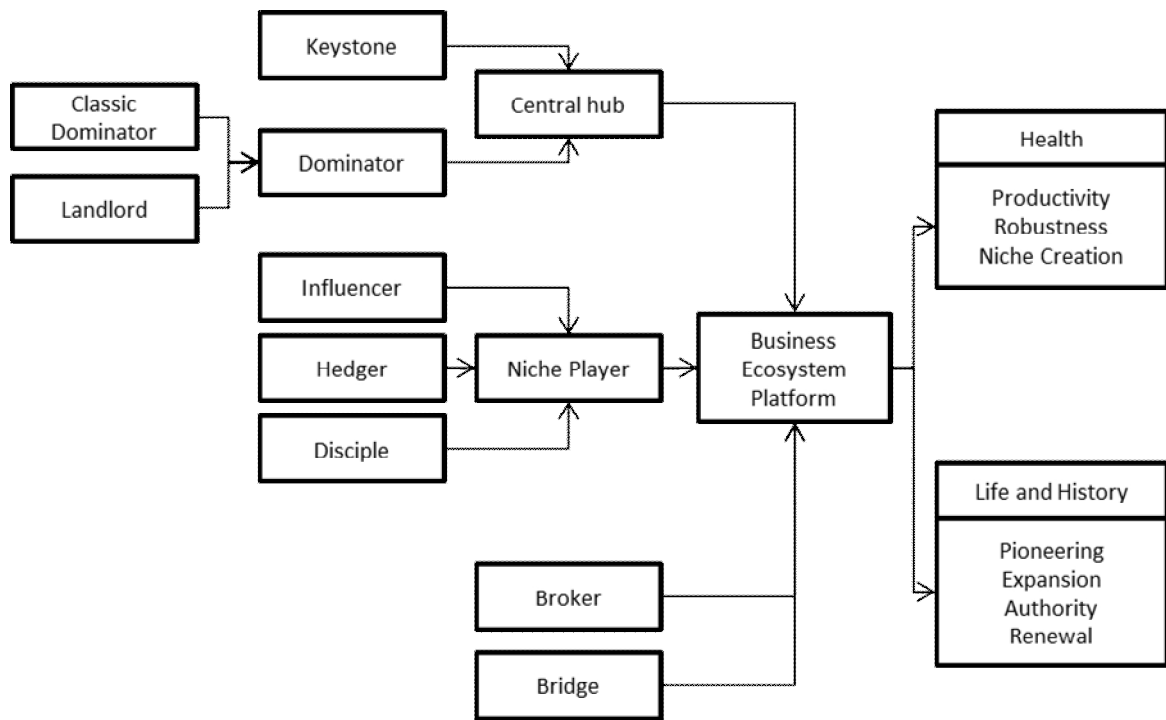 Keystone
Classic
Dominator
Central hub
Dominator
Landlord
Health
Productivity
Robustness
Niche Creation
Influencer
Hedger
Niche Player
Business
Ecosystem
Platform
Disciple
Life and History
Pioneering
Expansion
Authority
Renewal
Broker
Bridge